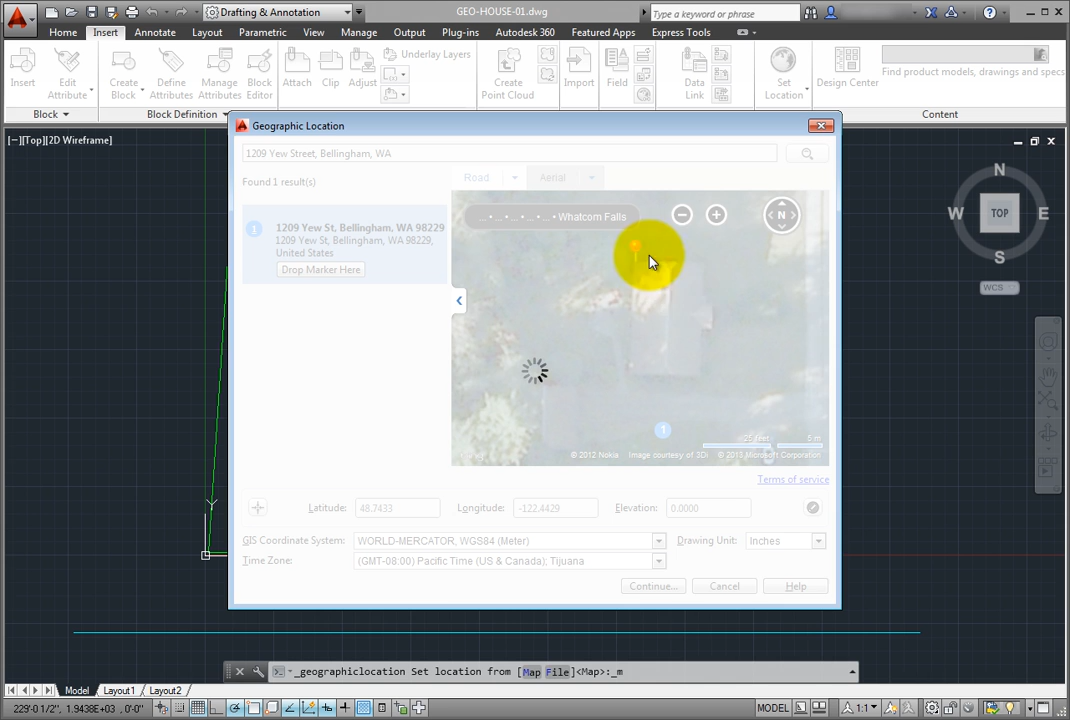 Drafting & Annotation
GEO-HOUSE-01.dwg
Type a keyword or phrase
Home Insert Annotate Layout Parametric View Manage Output Plug-ins Autodesk 360 Featured Apps Express Tools
Insert
Edit Attribute
Create Block
Define Attributes
Manage Attributes
Block Editor
Attach
Clip
Adjust
Underlay Layers
Create Point Cloud
Import
Field
Data Link
Set Location
Design Center
Find product models, drawings and specs
Block
Block Definition
Content
[−][Top][2D Wireframe]
N
W TOP E
S
WCS
Geographic Location
1209 Yew Street, Bellingham, WA
Found 1 result(s)
Road Aerial
... • ... • ... • ... • ... • Whatcom Falls
N
1
1209 Yew St, Bellingham, WA 98229
1209 Yew St, Bellingham, WA 98229,
United States
Drop Marker Here
1
25 feet 5 m
© 2012 Nokia Image courtesy of 3Di © 2013 Microsoft Corporation
Terms of service
Latitude: 48.7433 Longitude: -122.4429 Elevation: 0.0000
GIS Coordinate System: WORLD-MERCATOR, WGS84 (Meter) Drawing Unit: Inches
Time Zone: (GMT-08:00) Pacific Time (US & Canada); Tijuana
Continue... Cancel Help
Y
_geographiclocation Set location from [Map File]<Map>:_m
Model Layout1 Layout2
229'-0 1/2", 1.9438E+03 , 0'-0"
MODEL
1:1